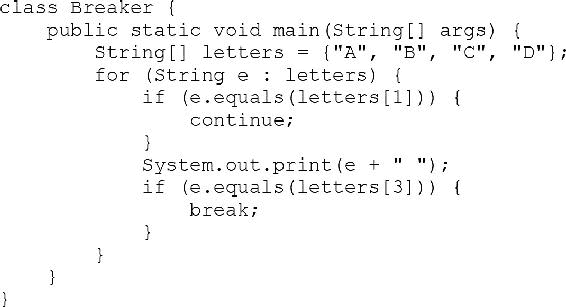 class Breaker {
    public static void main(String[] args) {
        String[] letters = {"A", "B", "C", "D"};
        for (String e : letters) {
            if (e.equals(letters[1])) {
                continue;
            }
            System.out.print(e + " ");
            if (e.equals(letters[3])) {
                break;
            }
        }
    }
}